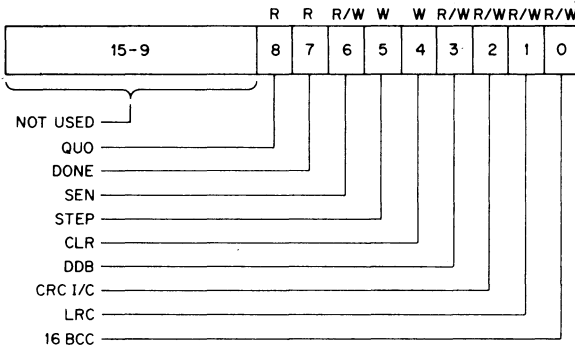 R R R/W W W R/W R/W R/W R/W
15-9 8 7 6 5 4 3 2 1 0
NOT USED
QUO
DONE
SEN
STEP
CLR
DDB
CRC I/C
LRC
16 BCC